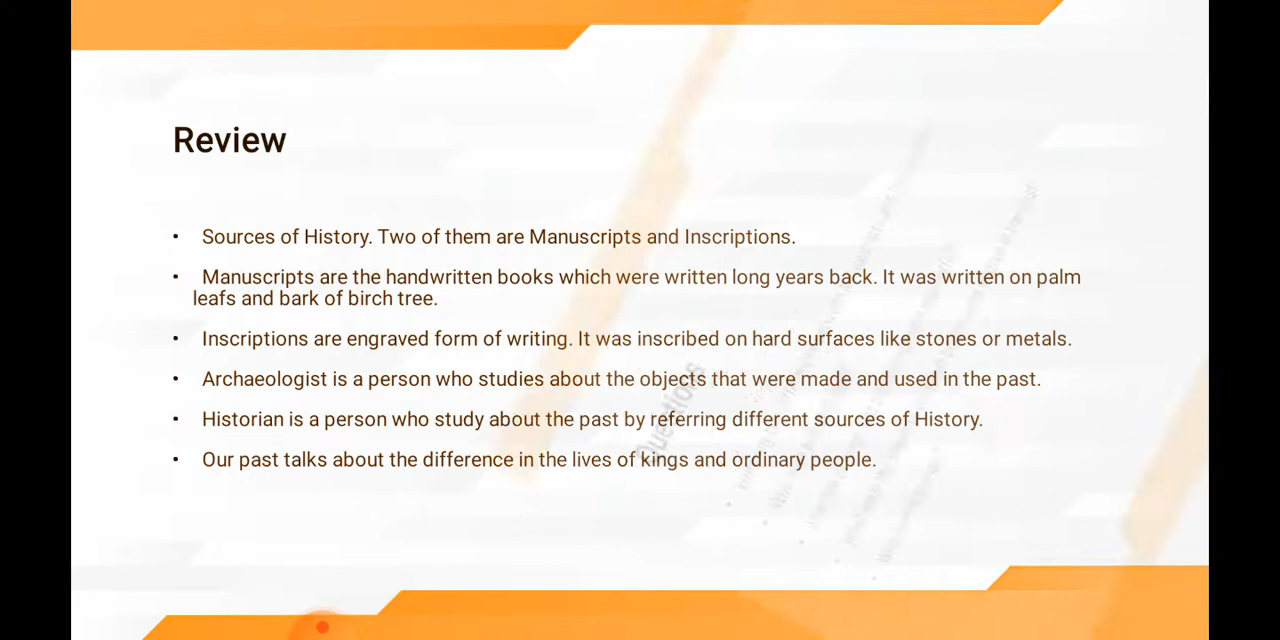 Review
• Sources of History. Two of them are Manuscripts and Inscriptions.
• Manuscripts are the handwritten books which were written long years back. It was written on palm
leafs and bark of birch tree.
• Inscriptions are engraved form of writing. It was inscribed on hard surfaces like stones or metals.
• Archaeologist is a person who studies about the objects that were made and used in the past.
• Historian is a person who study about the past by referring different sources of History.
• Our past talks about the difference in the lives of kings and ordinary people.
Questions